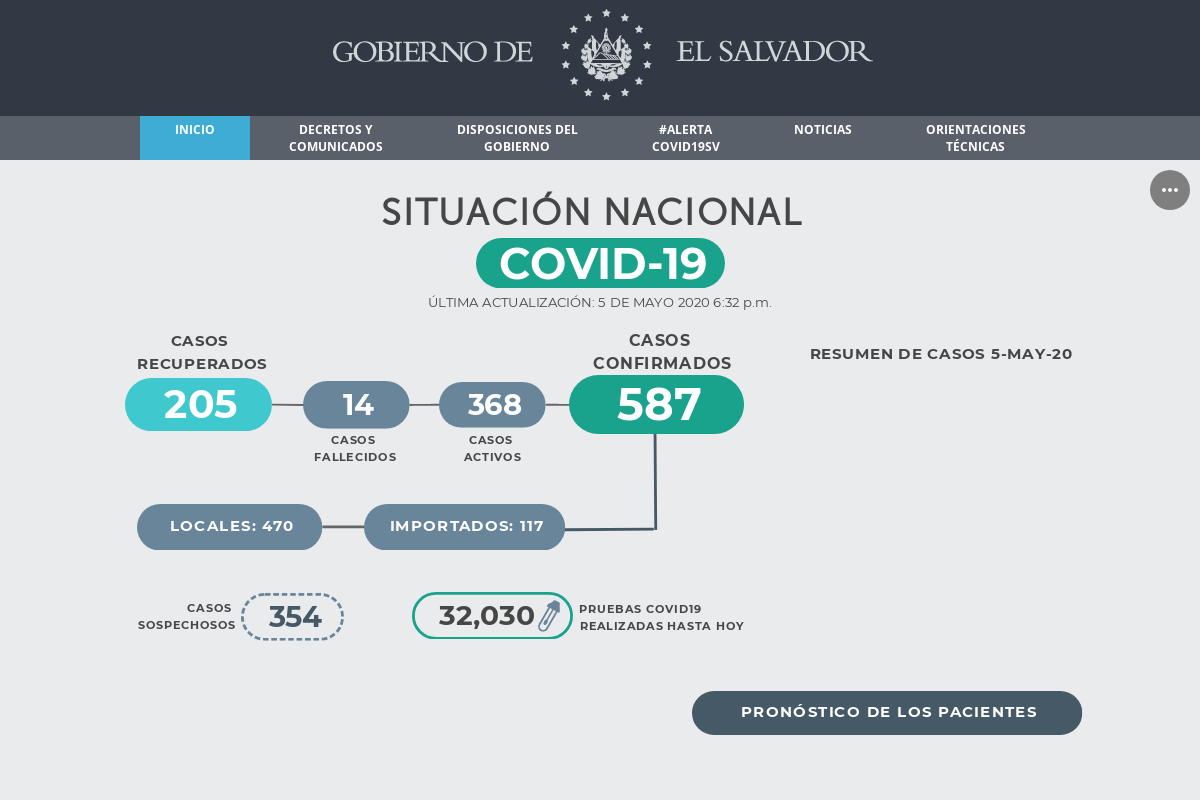 GOBIERNO DE EL SALVADOR
INICIO
DECRETOS Y
COMUNICADOS
DISPOSICIONES DEL
GOBIERNO
#ALERTA
COVID19SV
NOTICIAS
ORIENTACIONES
TÉCNICAS
SITUACIÓN NACIONAL
COVID-19
ÚLTIMA ACTUALIZACIÓN: 5 DE MAYO 2020 6:32 p.m.
CASOS
RECUPERADOS
205
14
CASOS
FALLECIDOS
368
CASOS
ACTIVOS
CASOS
CONFIRMADOS
587
RESUMEN DE CASOS 5-MAY-20
LOCALES: 470
IMPORTADOS: 117
CASOS
SOSPECHOSOS
354
32,030
PRUEBAS COVID19
REALIZADAS HASTA HOY
PRONÓSTICO DE LOS PACIENTES